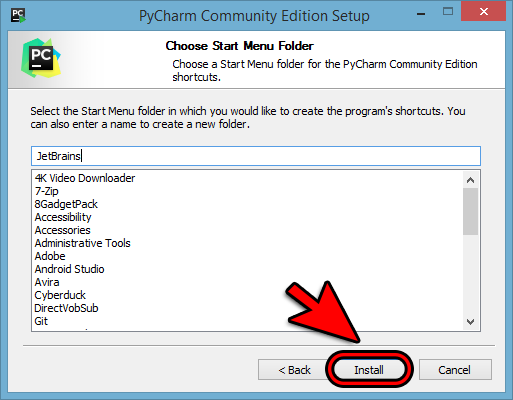 PC
PyCharm Community Edition Setup
PC
Choose Start Menu Folder
Choose a Start Menu folder for the PyCharm Community Edition
shortcuts.
Select the Start Menu folder in which you would like to create the program's shortcuts. You
can also enter a name to create a new folder.
JetBrains
4K Video Downloader
7-Zip
8GadgetPack
Accessibility
Accessories
Administrative Tools
Adobe
Android Studio
Avira
Cyberduck
DirectVobSub
Git
< Back
Install
Cancel